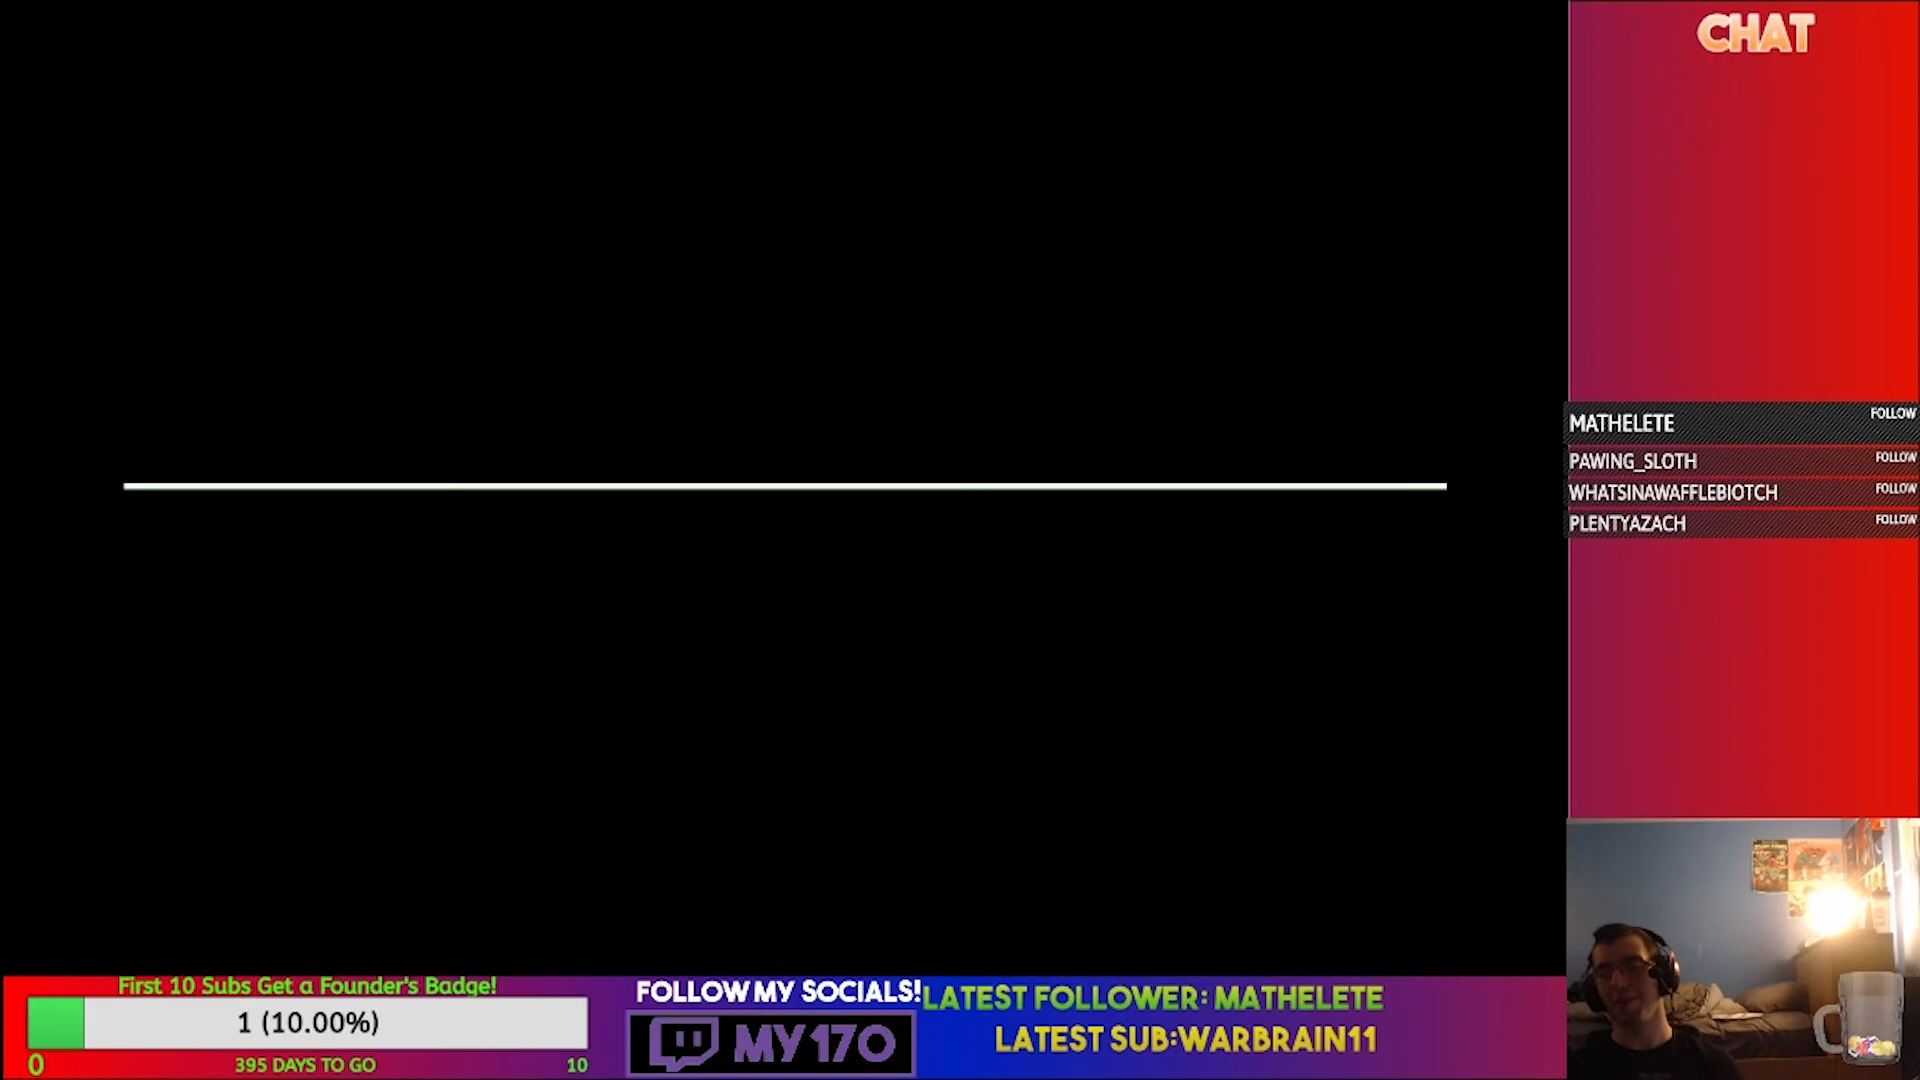 CHAT
MATHELETE FOLLOW
PAWING_SLOTH FOLLOW
WHATSINAWAFFLEBIOTCH FOLLOW
PLENTYAZACH FOLLOW
First 10 Subs Get a Founder's Badge!
1 (10.00%)
0 395 DAYS TO GO 10
FOLLOW MY SOCIALS!
MY170
LATEST FOLLOWER: MATHELETE
LATEST SUB:WARBRAIN11